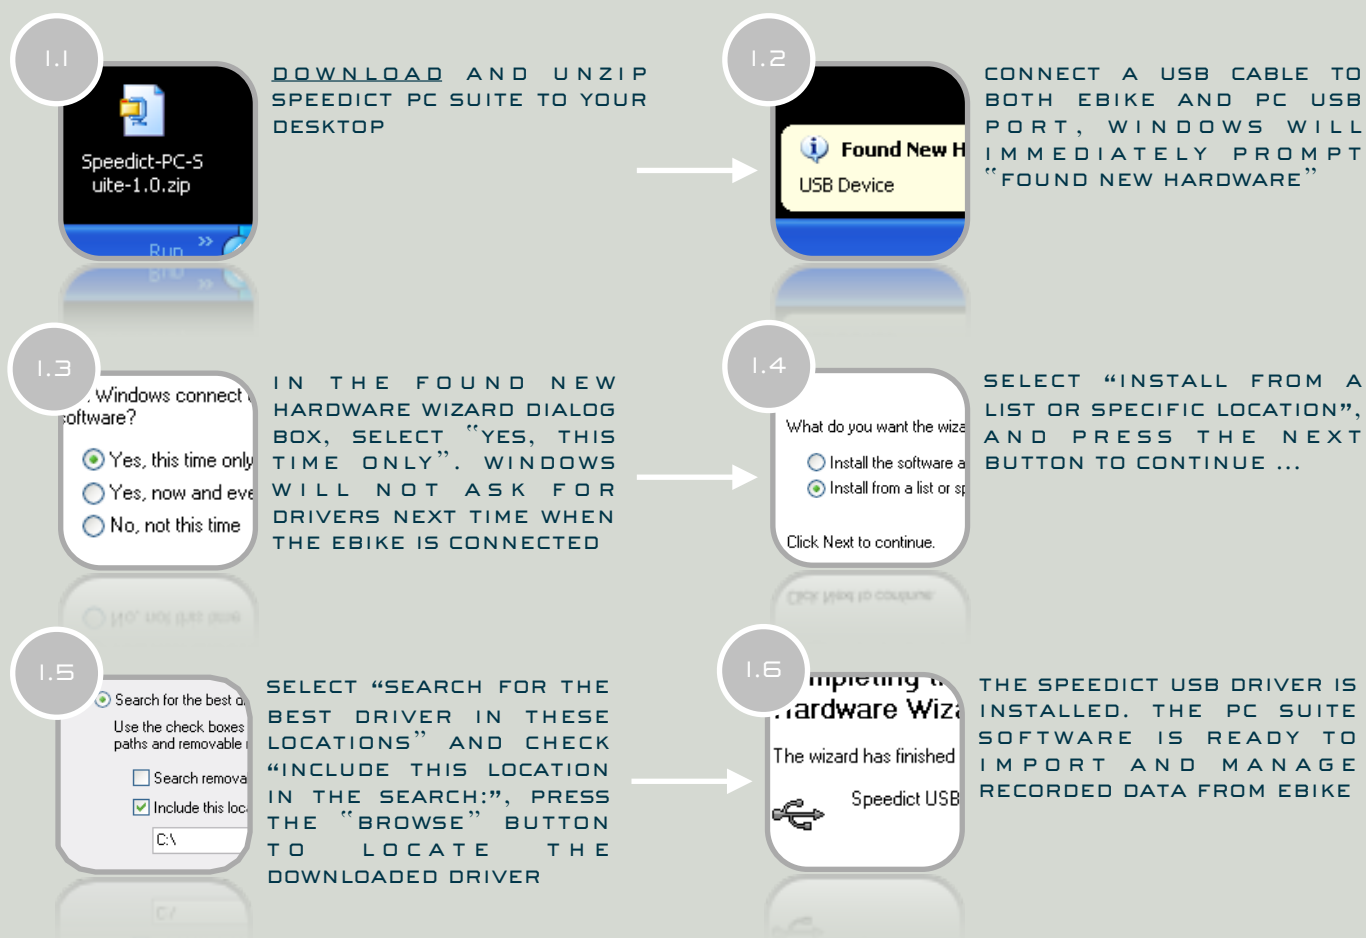 1.1
DOWNLOAD AND UNZIP
SPEEDICT PC SUITE TO YOUR
DESKTOP
Speedict-PC-S
uite-1.0.zip
Run
1.2
CONNECT A USB CABLE TO
BOTH EBIKE AND PC USB
PORT, WINDOWS WILL
IMMEDIATELY PROMPT
“FOUND NEW HARDWARE”
Found New H
USB Device
1.3
IN THE FOUND NEW
HARDWARE WIZARD DIALOG
BOX, SELECT “YES, THIS
TIME ONLY”. WINDOWS
WILL NOT ASK FOR
DRIVERS NEXT TIME WHEN
THE EBIKE IS CONNECTED
Windows connect
software?
Yes, this time only
Yes, now and eve
No, not this time
1.4
SELECT “INSTALL FROM A
LIST OR SPECIFIC LOCATION”,
AND PRESS THE NEXT
BUTTON TO CONTINUE ...
What do you want the wiza
Install the software a
Install from a list or sp
Click Next to continue.
1.5
SELECT “SEARCH FOR THE
BEST DRIVER IN THESE
LOCATIONS” AND CHECK
“INCLUDE THIS LOCATION
IN THE SEARCH:”, PRESS
THE “BROWSE” BUTTON
TO LOCATE THE
DOWNLOADED DRIVER
Search for the best d
Use the check boxes
paths and removable
Search remova
Include this loc
C:\
1.6
THE SPEEDICT USB DRIVER IS
INSTALLED. THE PC SUITE
SOFTWARE IS READY TO
IMPORT AND MANAGE
RECORDED DATA FROM EBIKE
mpleting t
ardware Wiza
The wizard has finished
Speedict USB